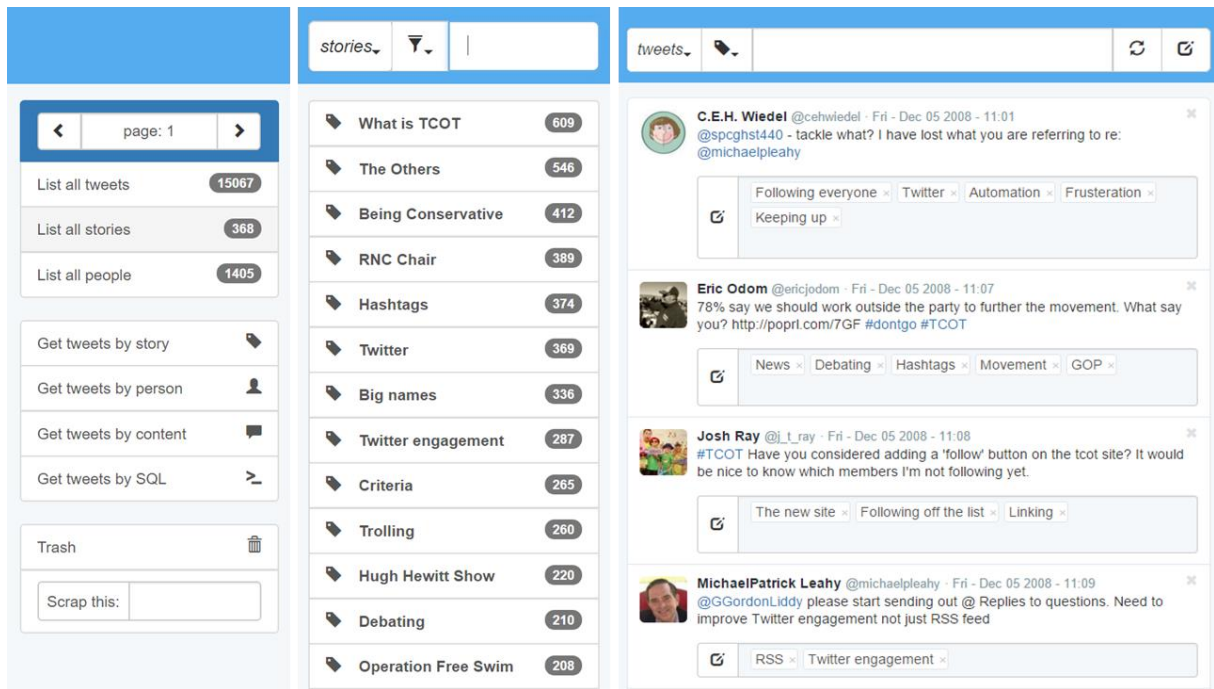 page: 1
List all tweets 15067
List all stories 368
List all people 1405
Get tweets by story
Get tweets by person
Get tweets by content
Get tweets by SQL
Trash
Scrap this:
stories
What is TCOT 609
The Others 546
Being Conservative 412
RNC Chair 389
Hashtags 374
Twitter 369
Big names 336
Twitter engagement 287
Criteria 265
Trolling 260
Hugh Hewitt Show 220
Debating 210
Operation Free Swim 208
tweets
C.E.H. Wiedel @cehwiedel · Fri - Dec 05 2008 - 11:01
@spcghst440 - tackle what? I have lost what you are referring to re:
@michaelpleahy
Following everyone × Twitter × Automation × Frusteration ×
Keeping up ×
Eric Odom @ericjodom · Fri - Dec 05 2008 - 11:07
78% say we should work outside the party to further the movement. What say
you? http://poprl.com/7GF #dontgo #TCOT
News × Debating × Hashtags × Movement × GOP ×
Josh Ray @j_t_ray · Fri - Dec 05 2008 - 11:08
#TCOT Have you considered adding a 'follow' button on the tcot site? It would
be nice to know which members I'm not following yet.
The new site × Following off the list × Linking ×
MichaelPatrick Leahy @michaelpleahy · Fri - Dec 05 2008 - 11:09
@GGordonLiddy please start sending out @ Replies to questions. Need to
improve Twitter engagement not just RSS feed
RSS × Twitter engagement ×